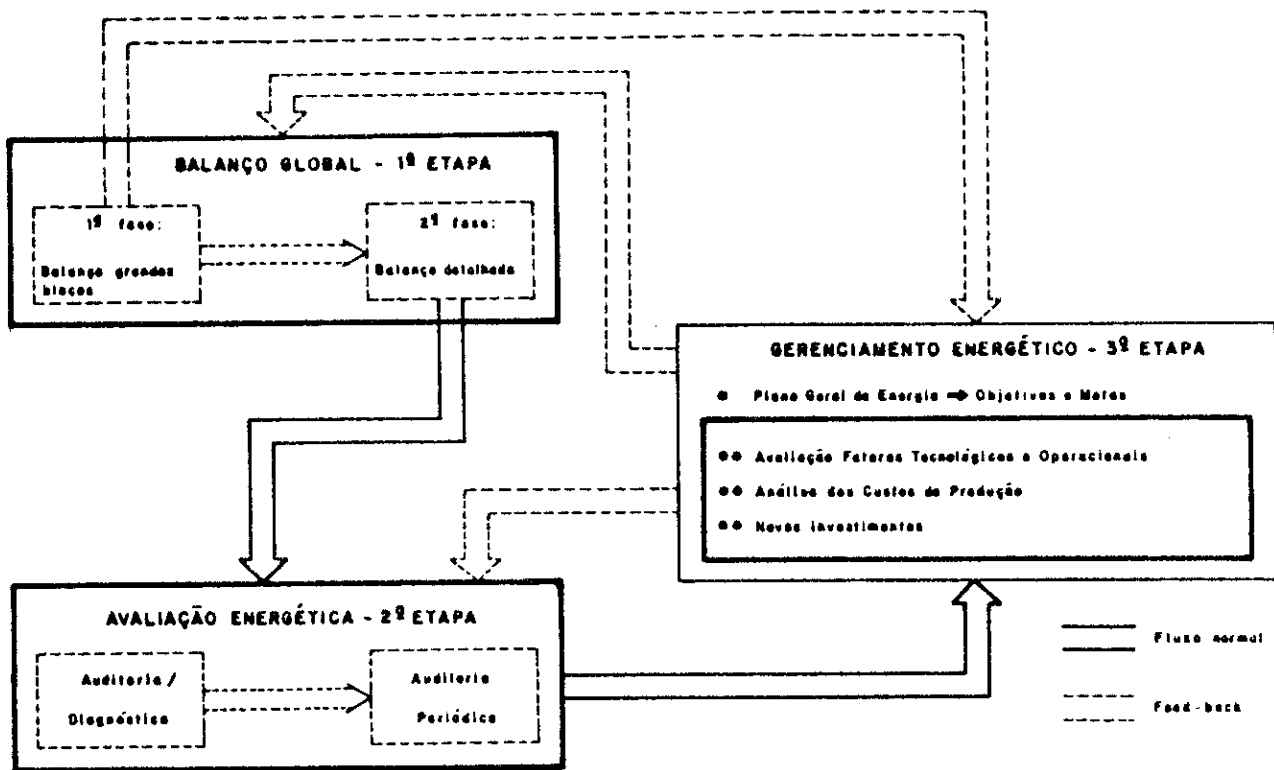 BALANÇO GLOBAL - 1ª ETAPA
1ª fase:
Balanço grandes
blocos
2ª fase:
Balanço detalhado
GERENCIAMENTO ENERGÉTICO - 3ª ETAPA
• Plano Geral de Energia ➡ Objetivos e Metas
•• Avaliação Fatores Tecnológicos e Operacionais
•• Análise dos Custos de Produção
•• Novos Investimentos
AVALIAÇÃO ENERGÉTICA - 2ª ETAPA
Auditoria /
Diagnóstico
Auditoria
Periódica
Fluxo normal
Feed-back